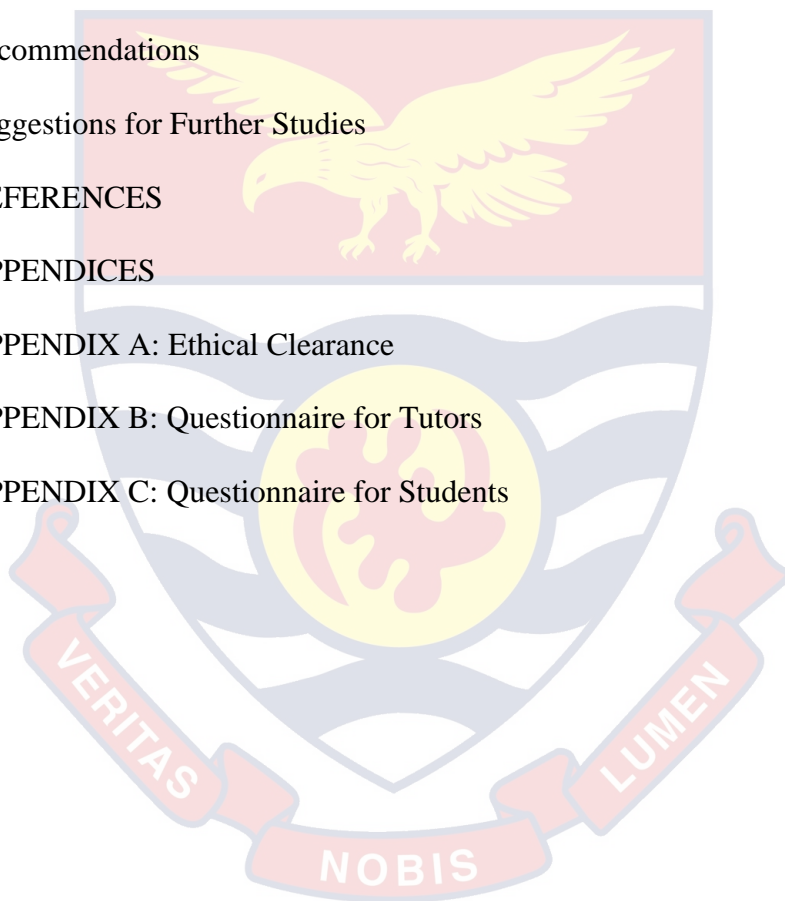 commendations
ggestions for Further Studies
EFERENCES
PPENDICES
PPENDIX A: Ethical Clearance
PPENDIX B: Questionnaire for Tutors
PPENDIX C: Questionnaire for Students
VERITAS
NOBIS
LUMEN